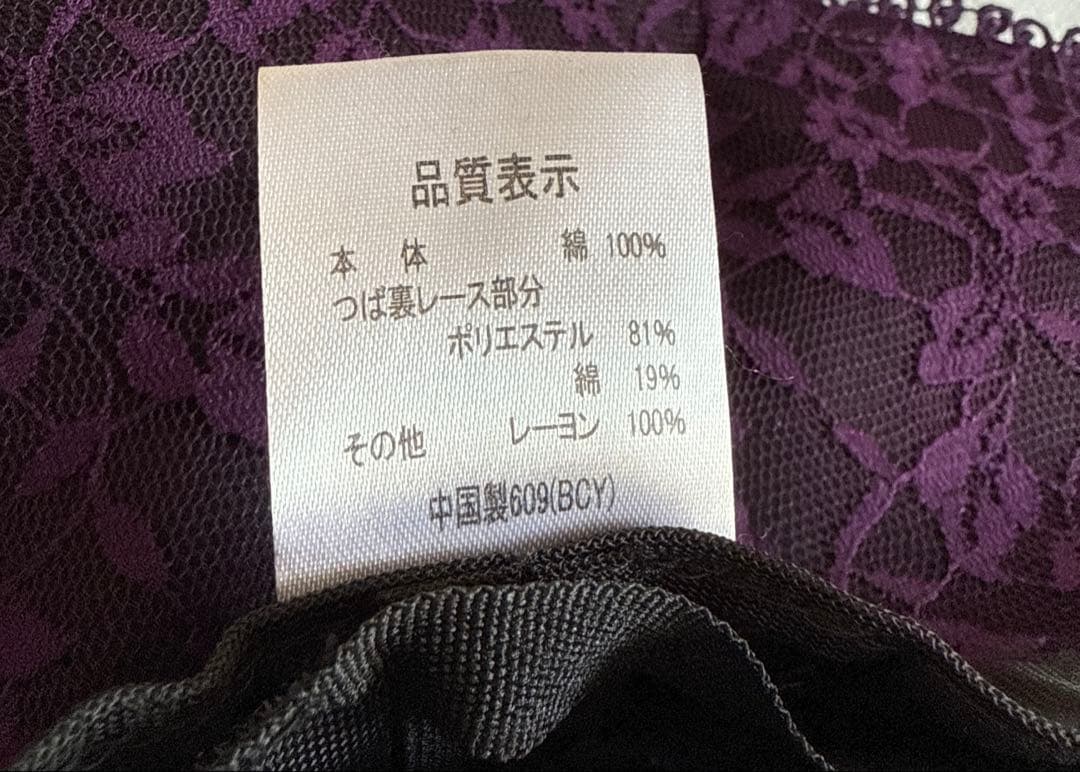 品質表示
本 体 綿 100%
つば裏レース部分
ポリエステル 81%
綿 19%
その他 レーヨン 100%
中国製609(BCY)